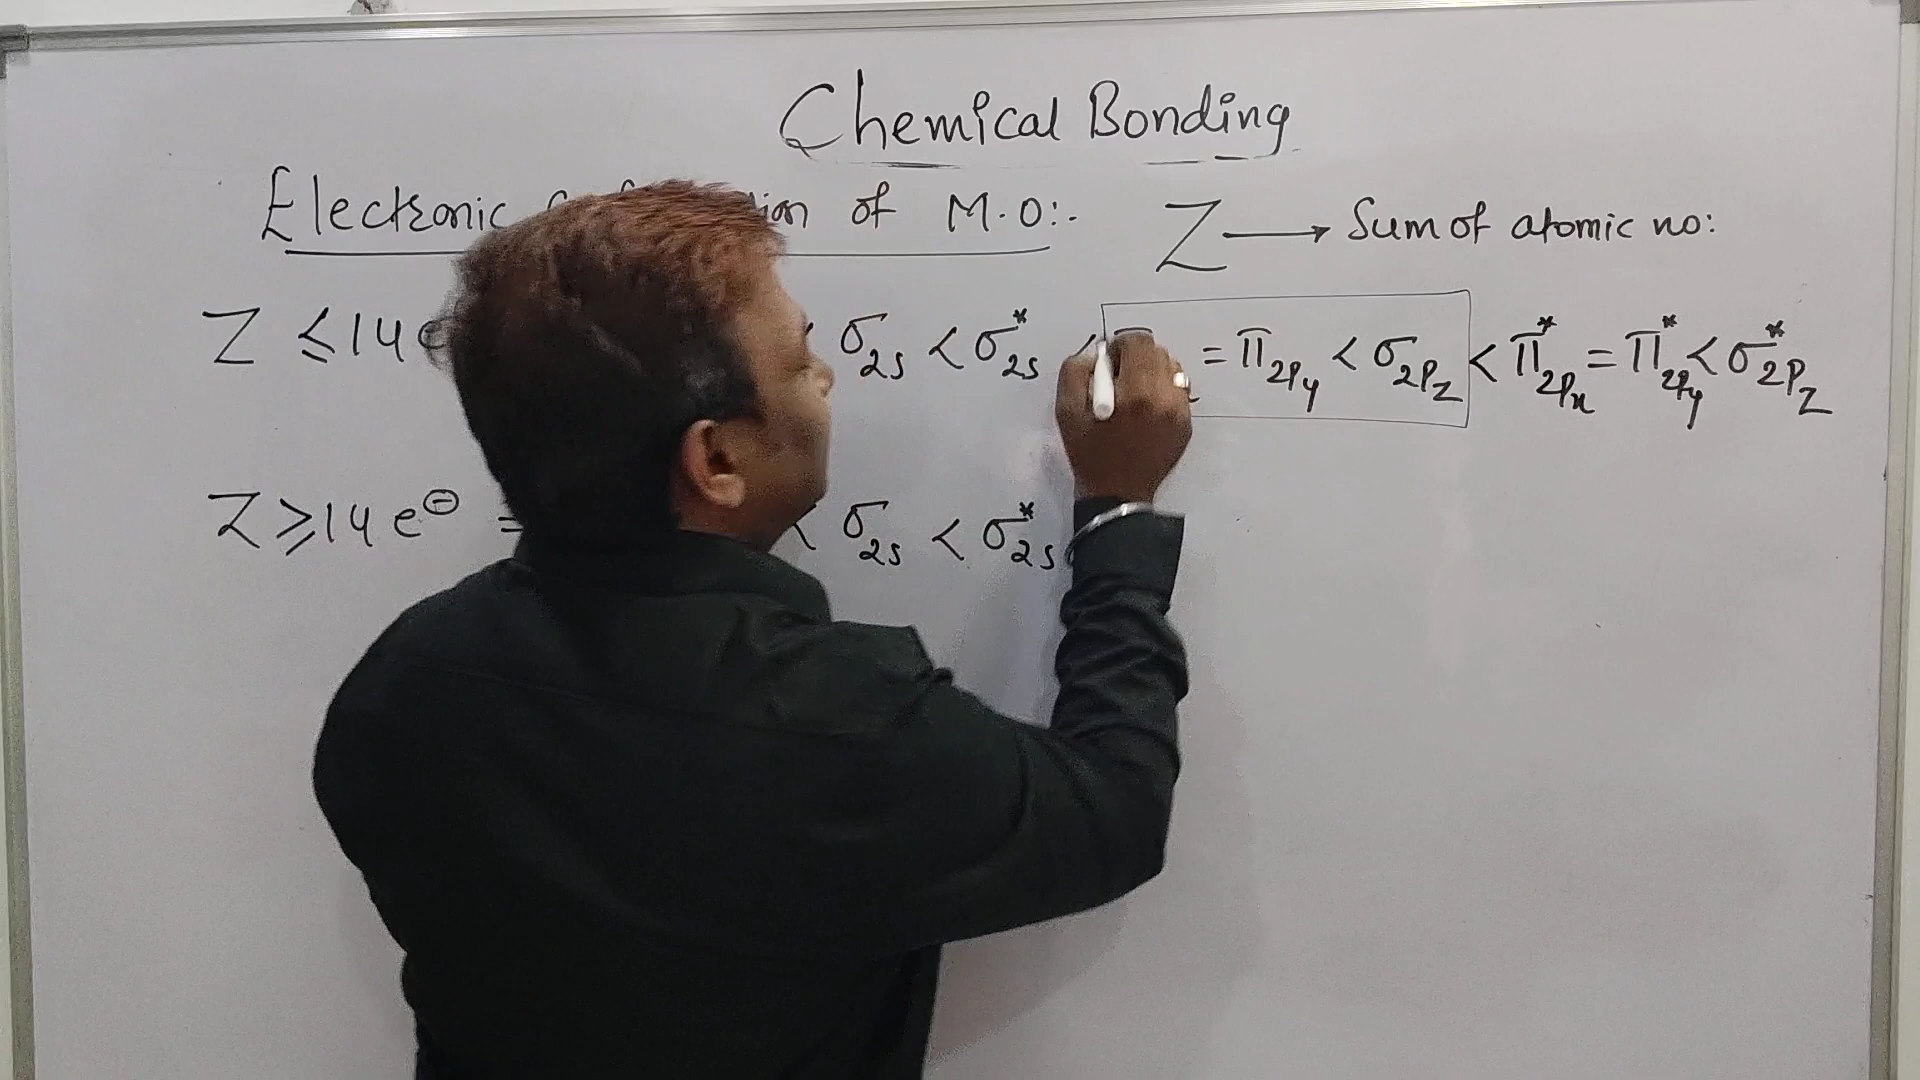 Chemical Bonding
Electronic of M.O:.
Z → Sum of atomic no:
Z ≤ 14 e < σ2s < σ*2s < π = π2py < σ2pz < π*2px = π*2py < σ*2pz
Z ≥ 14 e⊖ = < σ2s < σ*2s